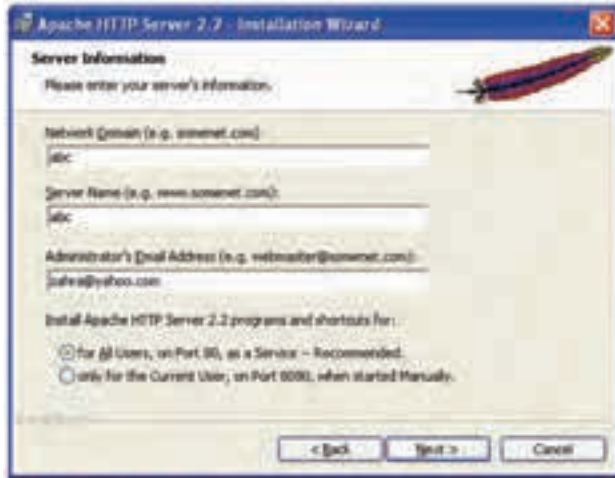 Apache HTTP Server 2.2 - Installation Wizard
Server Information
Please enter your server's information.
Network Domain (e.g. somenet.com)
abc
Server Name (e.g. www.somenet.com):
abc
Administrator's Email Address (e.g. webmaster@somenet.com):
zahra@yahoo.com
Install Apache HTTP Server 2.2 programs and shortcuts for:
for All Users, on Port 80, as a Service -- Recommended.
only for the Current User, on Port 8080, when started Manually.
< Back
Next >
Cancel